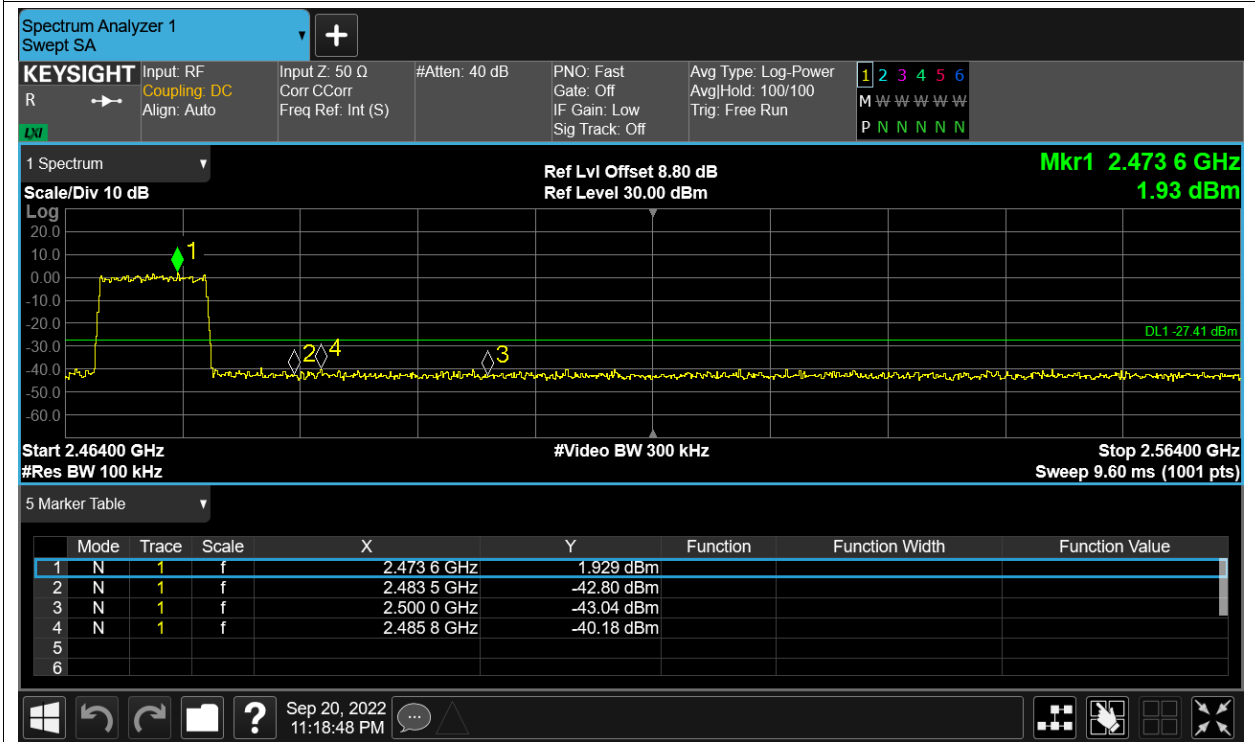 Spectrum Analyzer 1
Swept SA
+
KEYSIGHT Input: RF Input Z: 50 Ω #Atten: 40 dB PNO: Fast Avg Type: Log-Power 1 2 3 4 5 6
R Coupling: DC Corr CCorr Gate: Off Avg|Hold: 100/100 M W W W W W
Align: Auto Freq Ref: Int (S) IF Gain: Low Trig: Free Run
LXI Sig Track: Off P N N N N N
1 Spectrum Ref Lvl Offset 8.80 dB Mkr1 2.473 6 GHz
Scale/Div 10 dB Ref Level 30.00 dBm 1.93 dBm
Log
20.0
10.0 1
0.00
-10.0
-20.0
DL1 -27.41 dBm
-30.0 2 4 3
-40.0
-50.0
-60.0
Start 2.46400 GHz #Video BW 300 kHz Stop 2.56400 GHz
#Res BW 100 kHz Sweep 9.60 ms (1001 pts)
5 Marker Table
Mode Trace Scale X Y Function Function Width Function Value
1 N 1 f 2.473 6 GHz 1.929 dBm
2 N 1 f 2.483 5 GHz -42.80 dBm
3 N 1 f 2.500 0 GHz -43.04 dBm
4 N 1 f 2.485 8 GHz -40.18 dBm
5
6
? Sep 20, 2022
11:18:48 PM